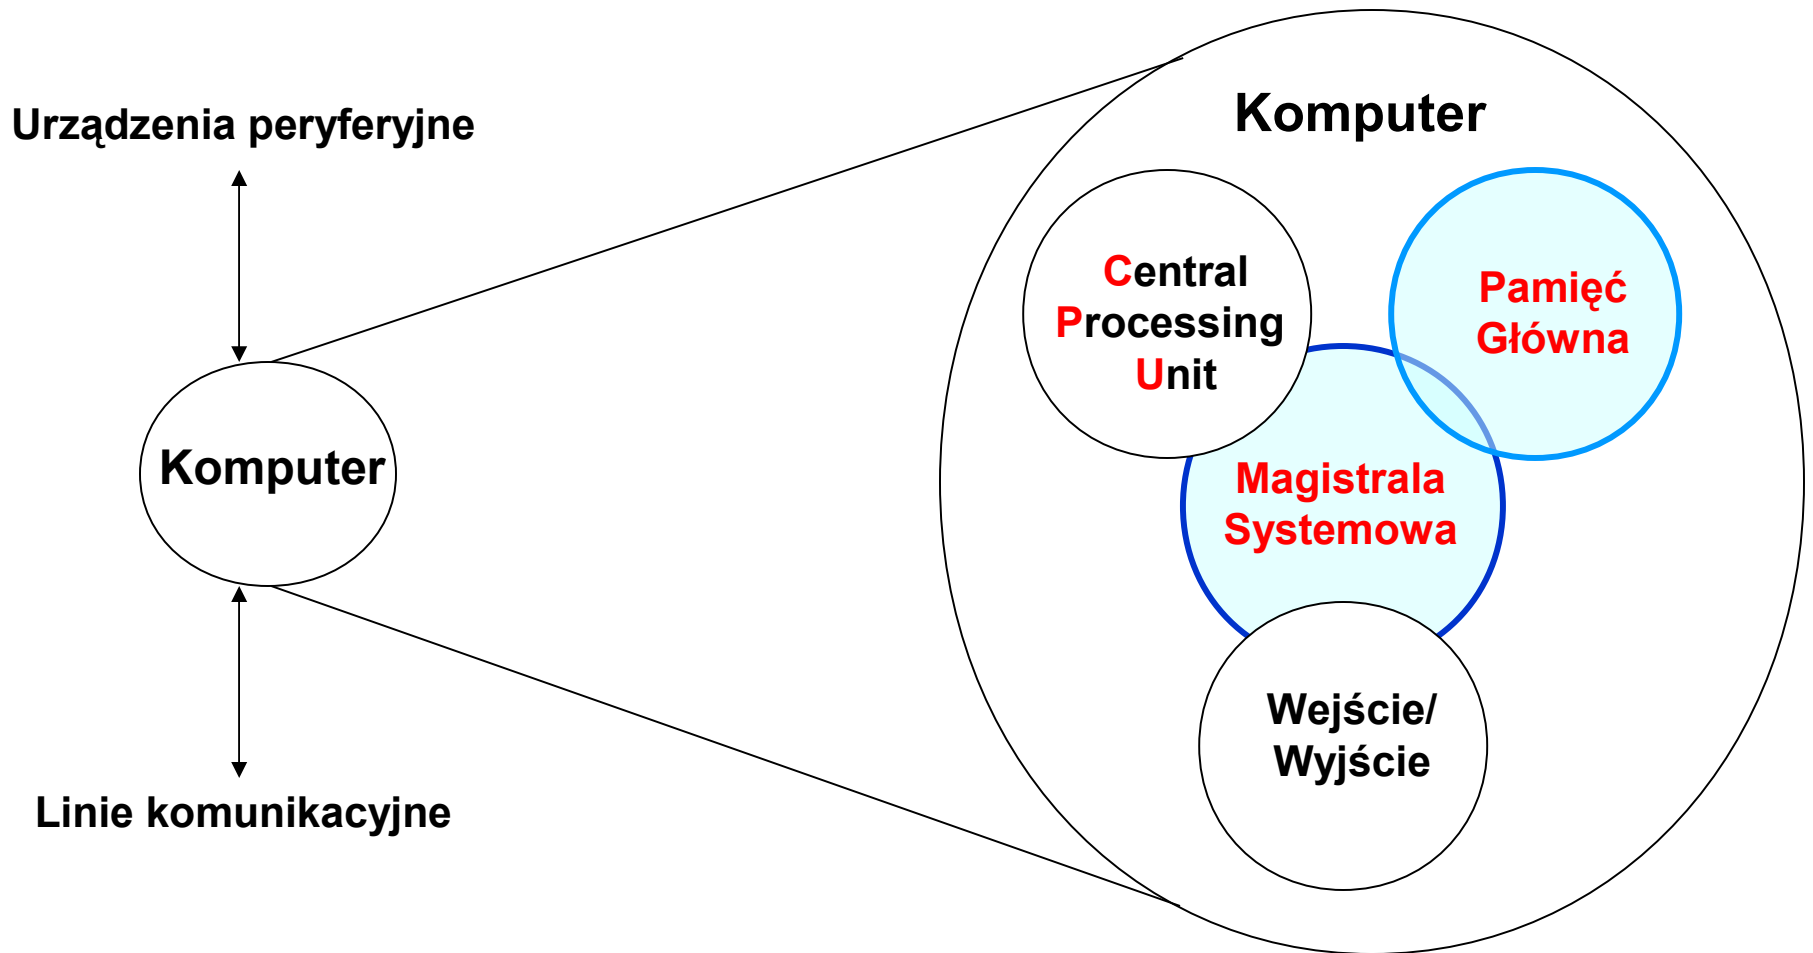 Urządzenia peryferyjne
Komputer
Linie komunikacyjne
Komputer
Central
Processing
Unit
Pamięć
Główna
Magistrala
Systemowa
Wejście/
Wyjście